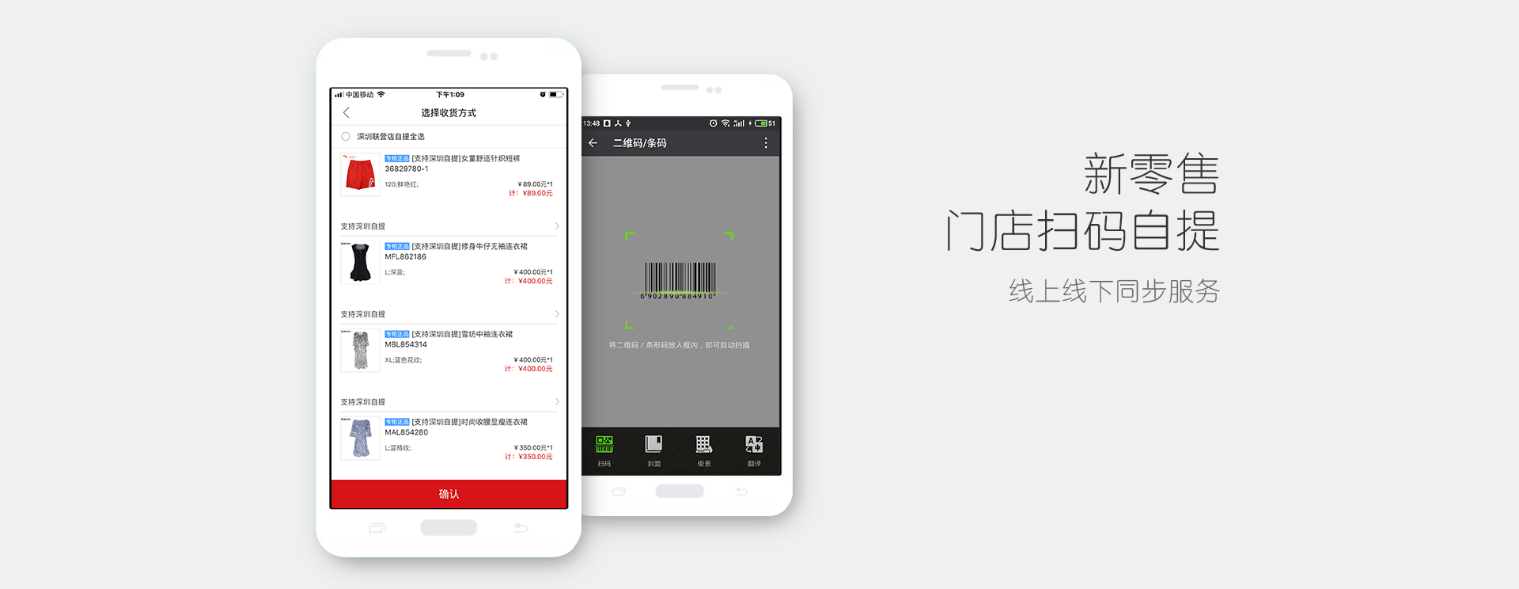 中国移动
下午1:09
选择收货方式
深圳联营店自提全选
专柜正品 [支持深圳自提]女童舒适针织短裤
36829780-1
120;鲜艳红;
¥89.00元*1
计：¥89.00元
支持深圳自提
专柜正品 [支持深圳自提]修身牛仔无袖连衣裙
MFL862186
L;深蓝;
¥400.00元*1
计：¥400.00元
支持深圳自提
专柜正品 [支持深圳自提]雪纺中袖连衣裙
MBL854314
XL;蓝色花纹;
¥400.00元*1
计：¥400.00元
支持深圳自提
专柜正品 [支持深圳自提]时尚收腰显瘦连衣裙
MAL854280
L;蓝格纹;
¥350.00元*1
计：¥350.00元
确认
13:48
51
二维码/条码
6 902890 884910
将二维码 / 条形码放入框内，即可自动扫描
扫码
封面
街景
翻译
新零售
门店扫码自提
线上线下同步服务